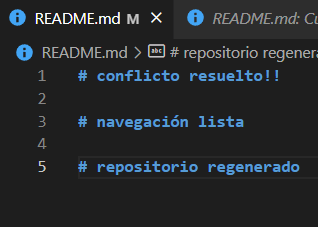 README.md M
README.md: Cu
README.md > abc # repositorio regenera
1 # conflicto resuelto!!
2
3 # navegación lista
4
5 # repositorio regenerado